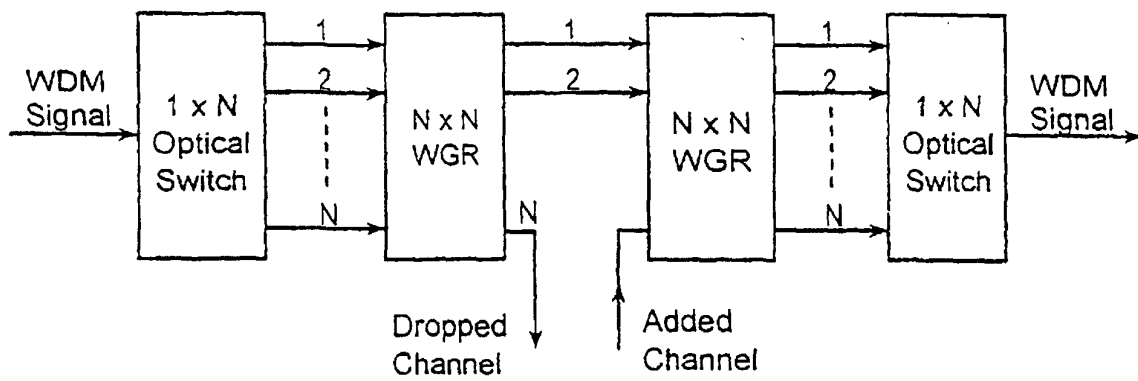 WDM
Signal
1 x N
Optical
Switch
1
2
N
N x N
WGR
1
2
N
Dropped
Channel
Added
Channel
N x N
WGR
1
2
N
1 x N
Optical
Switch
WDM
Signal